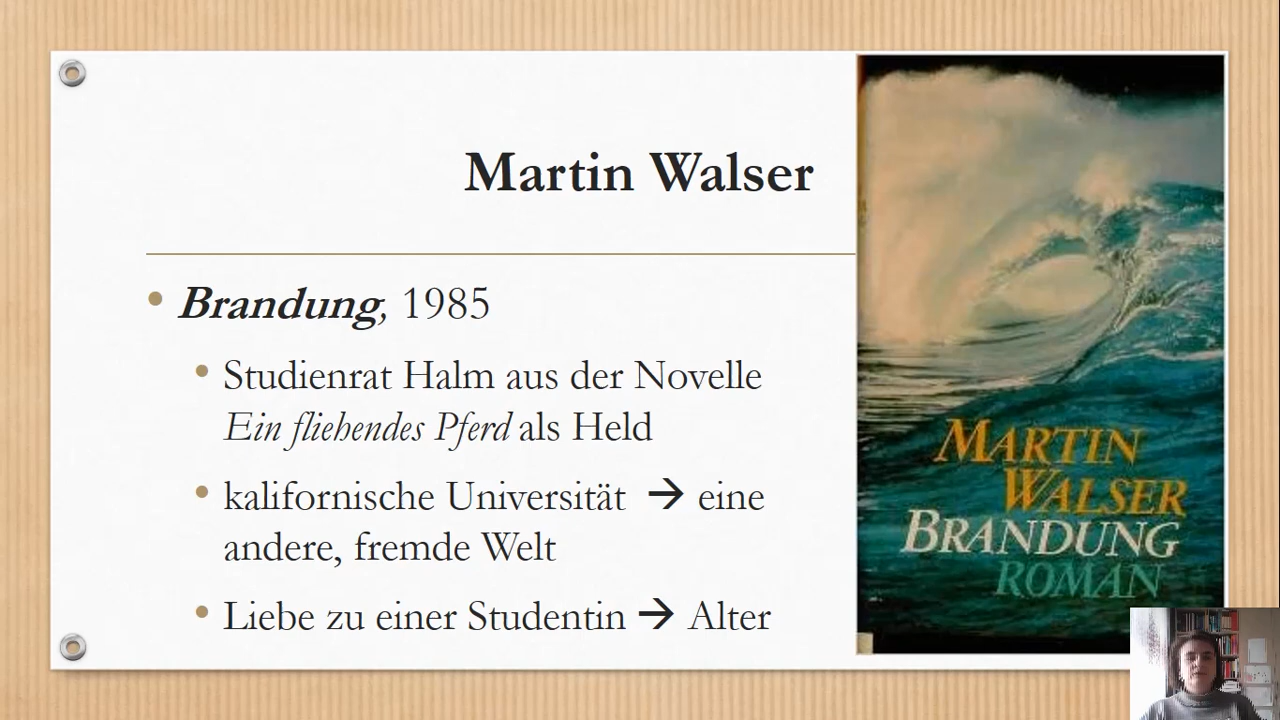 Martin Walser
• Brandung, 1985
• Studienrat Halm aus der Novelle
Ein fliehendes Pferd als Held
• kalifornische Universität → eine
andere, fremde Welt
• Liebe zu einer Studentin → Alter
MARTIN
WALSER
BRANDUNG
ROMAN